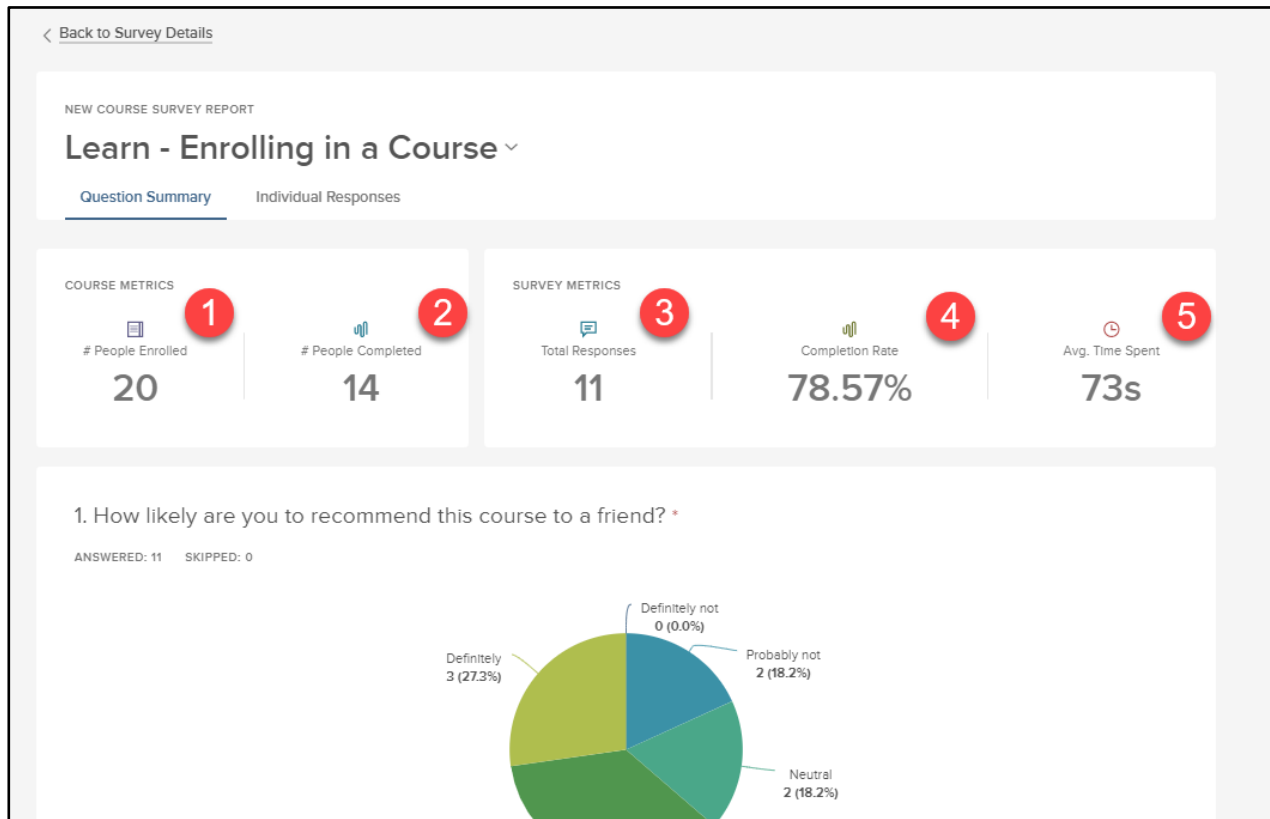 Back to Survey Details
NEW COURSE SURVEY REPORT
Learn - Enrolling in a Course
Question Summary Individual Responses
COURSE METRICS
1
2
# People Enrolled
# People Completed
20
14
SURVEY METRICS
3
4
5
Total Responses
Completion Rate
Avg. Time Spent
11
78.57%
73s
1. How likely are you to recommend this course to a friend? *
ANSWERED: 11 SKIPPED: 0
Definitely not
0 (0.0%)
Probably not
2 (18.2%)
Definitely
3 (27.3%)
Neutral
2 (18.2%)